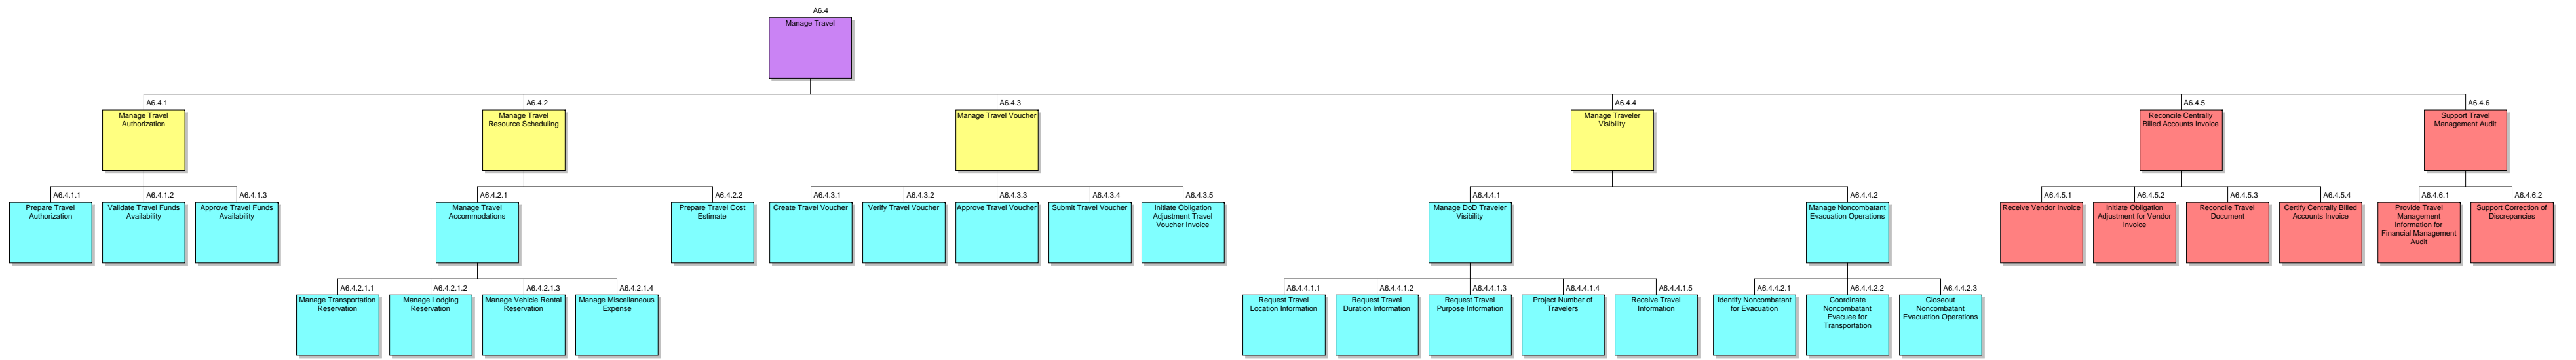 A6.4
Manage Travel
A6.4.1
Manage Travel
Authorization
A6.4.2
Manage Travel
Resource Scheduling
A6.4.3
Manage Travel Voucher
A6.4.4
Manage Traveler
Visibility
A6.4.5
Reconcile Centrally
Billed Accounts Invoice
A6.4.6
Support Travel
Management Audit
A6.4.1.1
Prepare Travel
Authorization
A6.4.1.2
Validate Travel Funds
Availability
A6.4.1.3
Approve Travel Funds
Availability
A6.4.2.1
Manage Travel
Accommodations
A6.4.2.2
Prepare Travel Cost
Estimate
A6.4.3.1
Create Travel Voucher
A6.4.3.2
Verify Travel Voucher
A6.4.3.3
Approve Travel Voucher
A6.4.3.4
Submit Travel Voucher
A6.4.3.5
Initiate Obligation
Adjustment Travel
Voucher Invoice
A6.4.4.1
Manage DoD Traveler
Visibility
A6.4.4.2
Manage Noncombatant
Evacuation Operations
A6.4.5.1
Receive Vendor Invoice
A6.4.5.2
Initiate Obligation
Adjustment for Vendor
Invoice
A6.4.5.3
Reconcile Travel
Document
A6.4.5.4
Certify Centrally Billed
Accounts Invoice
A6.4.6.1
Provide Travel
Management
Information for
Financial Management
Audit
A6.4.6.2
Support Correction of
Discrepancies
A6.4.2.1.1
Manage Transportation
Reservation
A6.4.2.1.2
Manage Lodging
Reservation
A6.4.2.1.3
Manage Vehicle Rental
Reservation
A6.4.2.1.4
Manage Miscellaneous
Expense
A6.4.4.1.1
Request Travel
Location Information
A6.4.4.1.2
Request Travel
Duration Information
A6.4.4.1.3
Request Travel
Purpose Information
A6.4.4.1.4
Project Number of
Travelers
A6.4.4.1.5
Receive Travel
Information
A6.4.4.2.1
Identify Noncombatant
for Evacuation
A6.4.4.2.2
Coordinate
Noncombatant
Evacuee for
Transportation
A6.4.4.2.3
Closeout
Noncombatant
Evacuation Operations